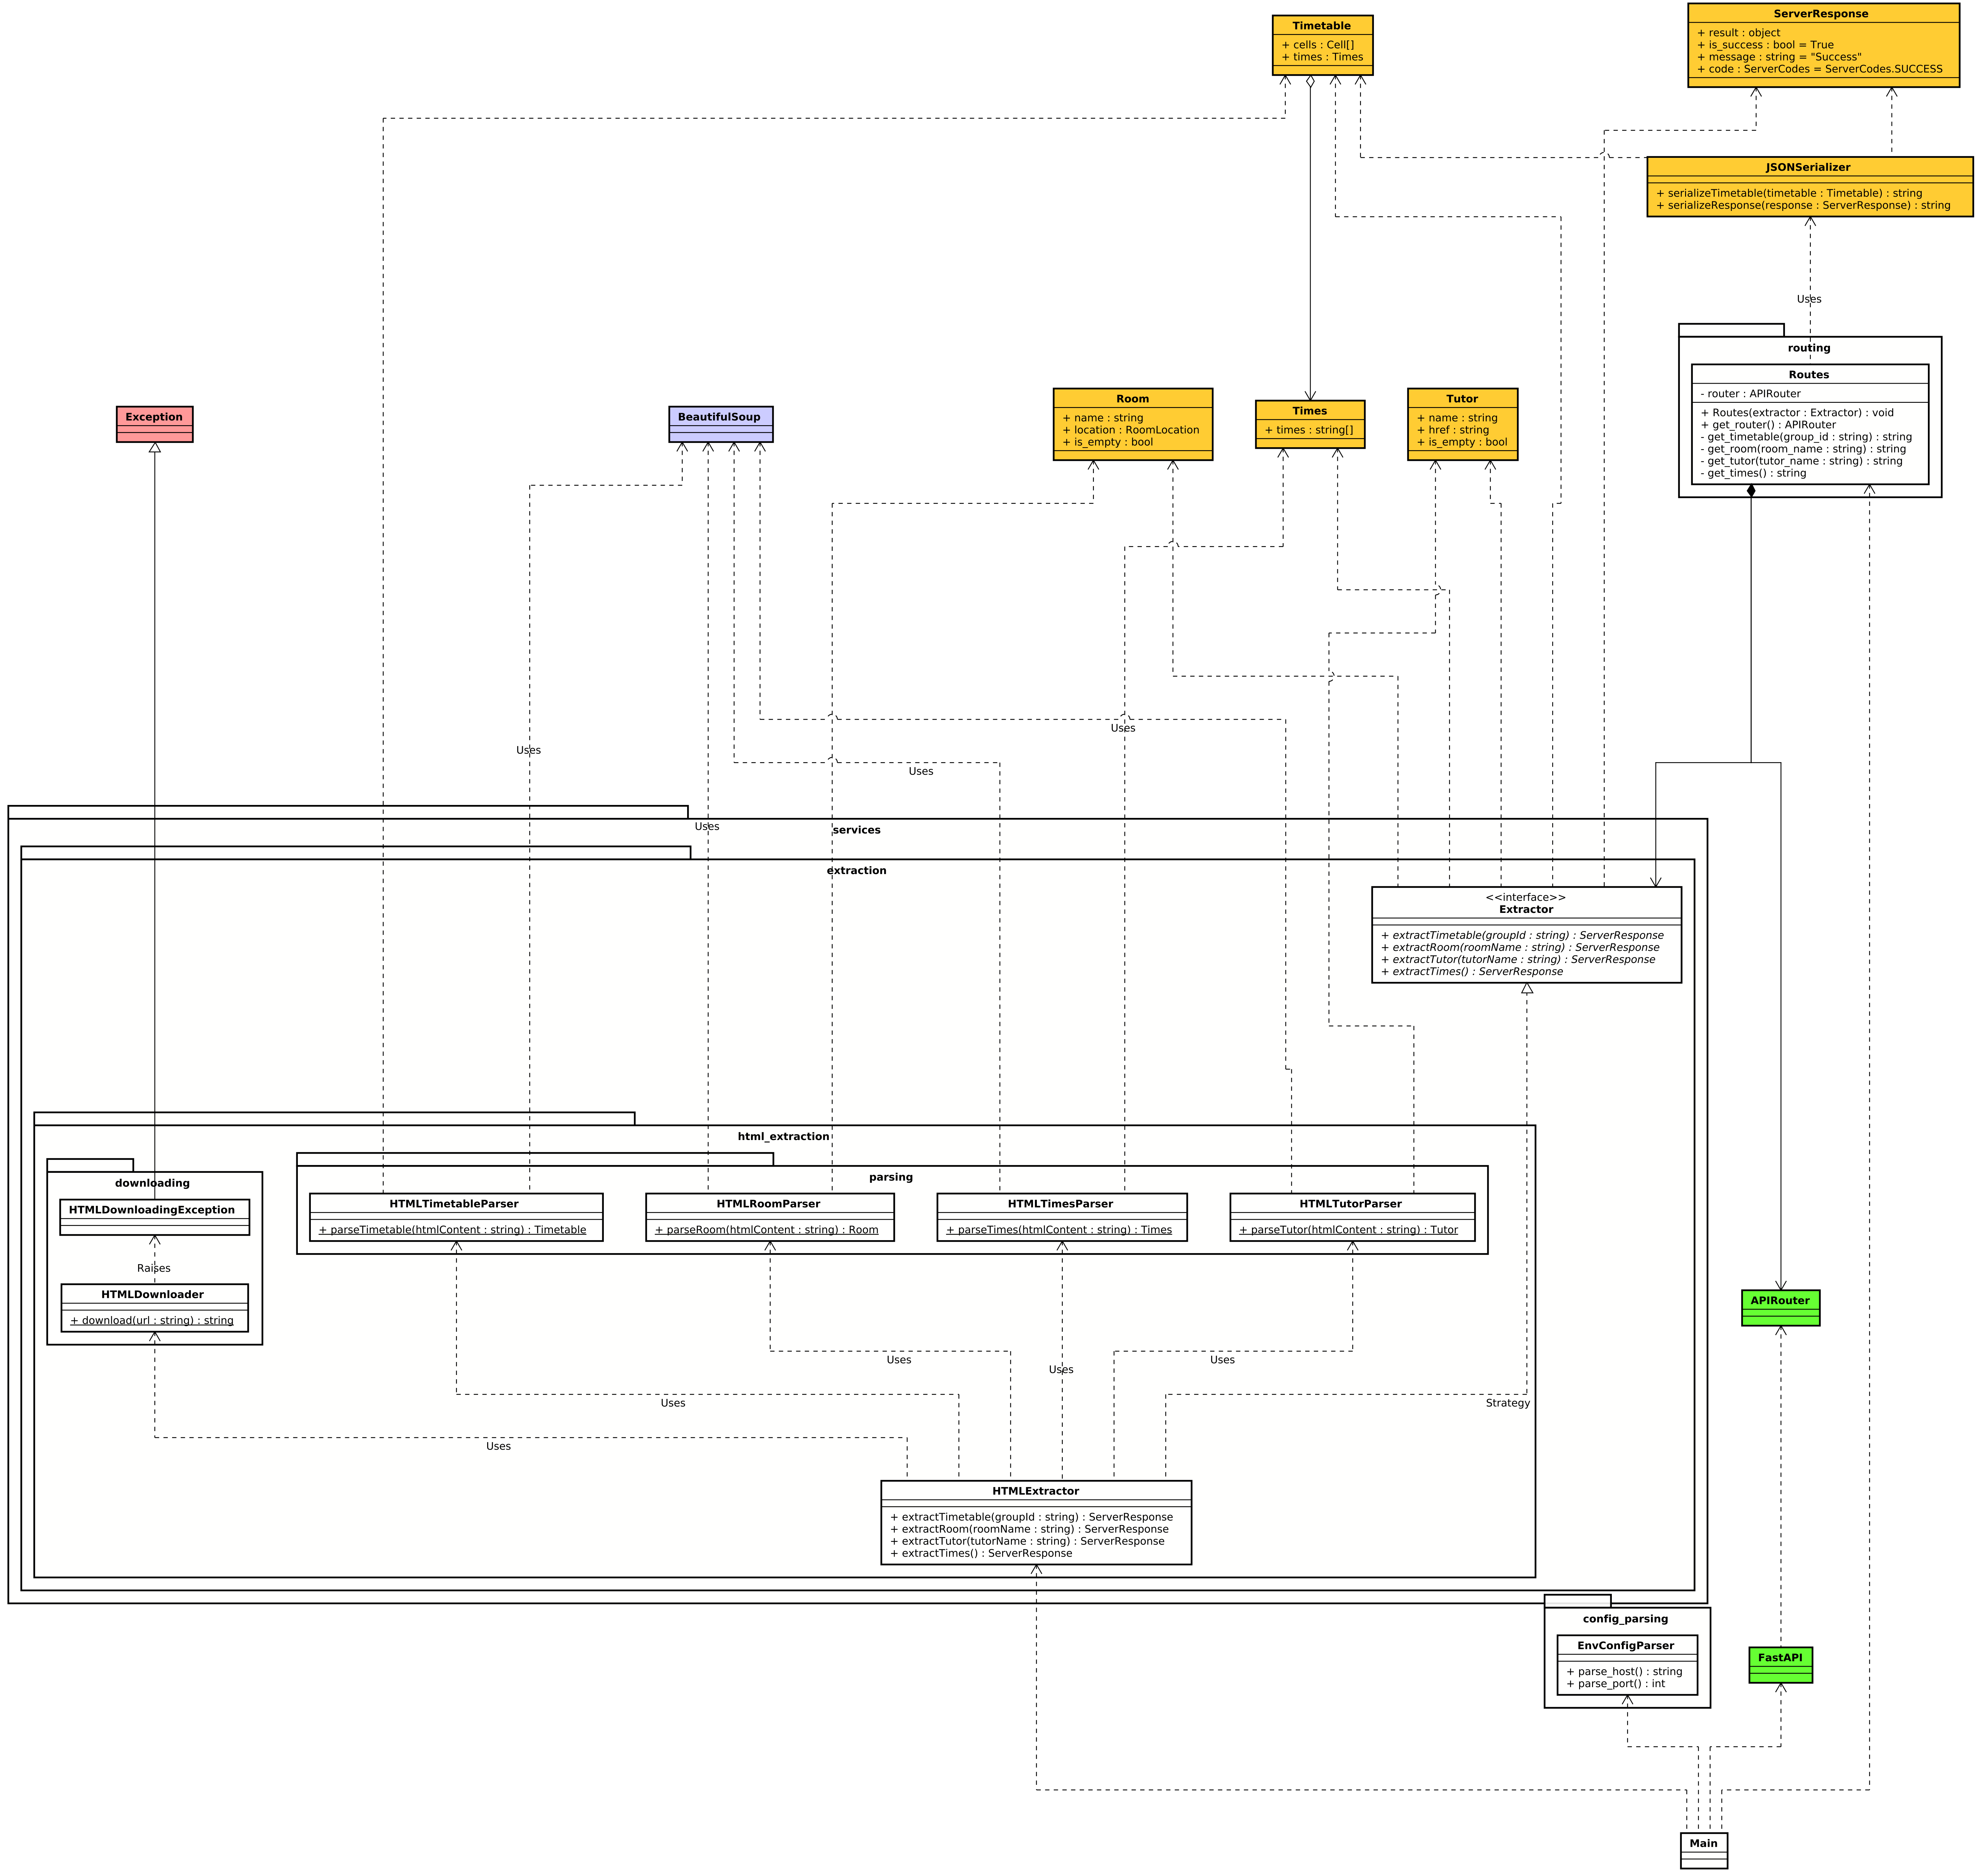 Timetable
+ cells : Cell[]
+ times : Times
ServerResponse
+ result : object
+ is_success : bool = True
+ message : string = "Success"
+ code : ServerCodes = ServerCodes.SUCCESS
JSONSerializer
+ serializeTimetable(timetable : Timetable) : string
+ serializeResponse(response : ServerResponse) : string
Uses
routing
Routes
- router : APIRouter
+ Routes(extractor : Extractor) : void
+ get_router() : APIRouter
- get_timetable(group_id : string) : string
- get_room(room_name : string) : string
- get_tutor(tutor_name : string) : string
- get_times() : string
Exception
BeautifulSoup
Room
+ name : string
+ location : RoomLocation
+ is_empty : bool
Times
+ times : string[]
Tutor
+ name : string
+ href : string
+ is_empty : bool
Uses
Uses
Uses
Uses
services
extraction
<<interface>>
Extractor
+ extractTimetable(groupId : string) : ServerResponse
+ extractRoom(roomName : string) : ServerResponse
+ extractTutor(tutorName : string) : ServerResponse
+ extractTimes() : ServerResponse
html_extraction
downloading
HTMLDownloadingException
Raises
HTMLDownloader
+ download(url : string) : string
parsing
HTMLTimetableParser
+ parseTimetable(htmlContent : string) : Timetable
HTMLRoomParser
+ parseRoom(htmlContent : string) : Room
HTMLTimesParser
+ parseTimes(htmlContent : string) : Times
HTMLTutorParser
+ parseTutor(htmlContent : string) : Tutor
APIRouter
Uses
Uses
Uses
Uses
Strategy
Uses
HTMLExtractor
+ extractTimetable(groupId : string) : ServerResponse
+ extractRoom(roomName : string) : ServerResponse
+ extractTutor(tutorName : string) : ServerResponse
+ extractTimes() : ServerResponse
config_parsing
EnvConfigParser
+ parse_host() : string
+ parse_port() : int
FastAPI
Main